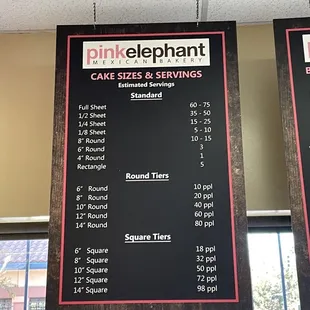 pinkelephant
MEXICAN BAKERY
CAKE SIZES & SERVINGS
Estimated Servings
Standard
Full Sheet 60 - 75
1/2 Sheet 35 - 50
1/4 Sheet 15 - 25
1/8 Sheet 5 - 10
8" Round 10 - 15
6" Round 3
4" Round 1
Rectangle 5
Round Tiers
6" Round 10 ppl
8" Round 20 ppl
10" Round 40 ppl
12" Round 60 ppl
14" Round 80 ppl
Square Tiers
6" Square 18 ppl
8" Square 32 ppl
10" Square 50 ppl
12" Square 72 ppl
14" Square 98 ppl